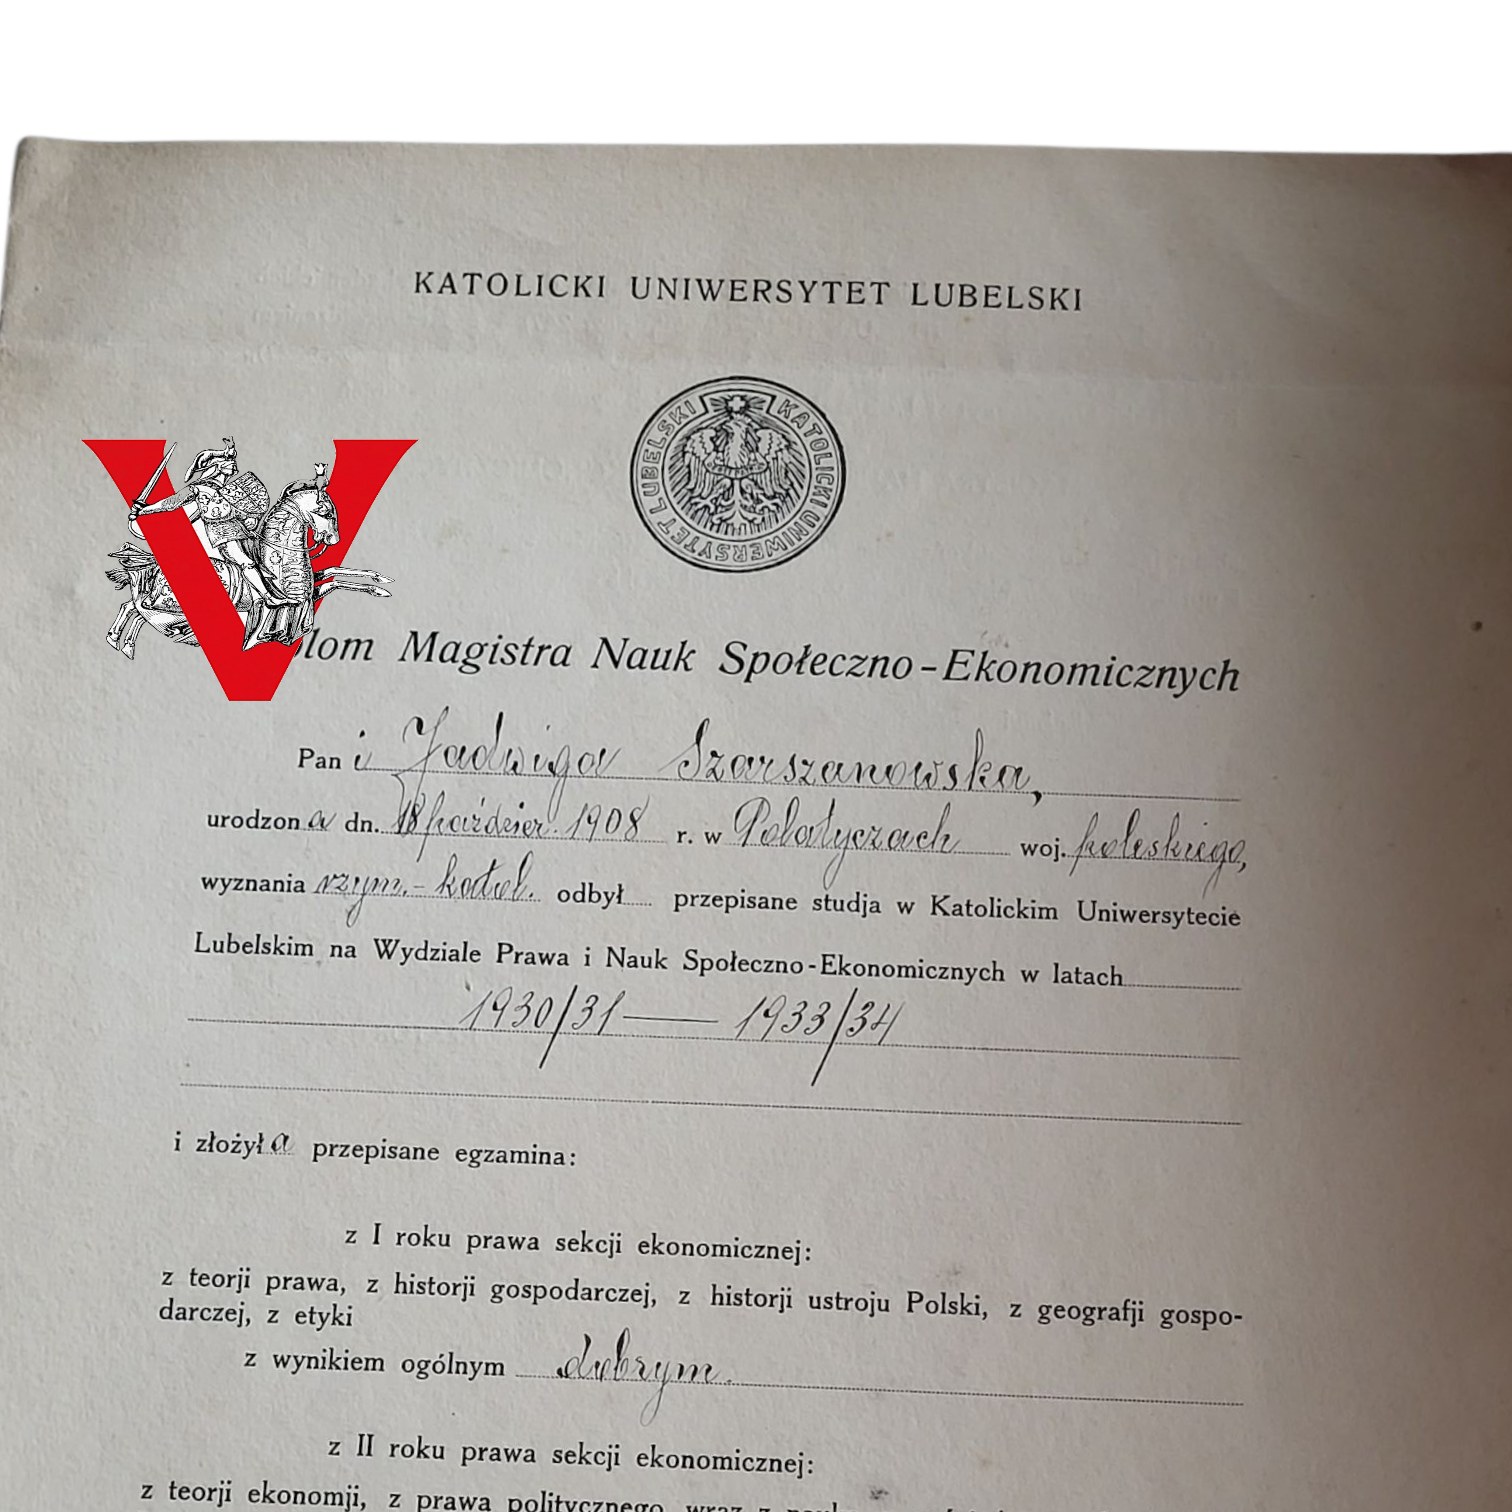 KATOLICKI UNIWERSYTET LUBELSKI
KATOLICKI UNIWERSYTET LUBELSKI
V
lom Magistra Nauk Społeczno-Ekonomicznych
Pani Jadwiga Szarszanowska,
urodzona dn. 18 paździer. 1908 r. w Połatyczach woj. poleskiego,
wyznania rzym.-katol. odbył przepisane studja w Katolickim Uniwersytecie
Lubelskim na Wydziale Prawa i Nauk Społeczno-Ekonomicznych w latach
1930/31 — 1933/34
i złożyła przepisane egzamina:
z I roku prawa sekcji ekonomicznej:
z teorji prawa, z historji gospodarczej, z historji ustroju Polski, z geografji gospo-
darczej, z etyki
z wynikiem ogólnym dobrym.
z II roku prawa sekcji ekonomicznej:
z teorji ekonomji, z prawa politycznego, wraz z